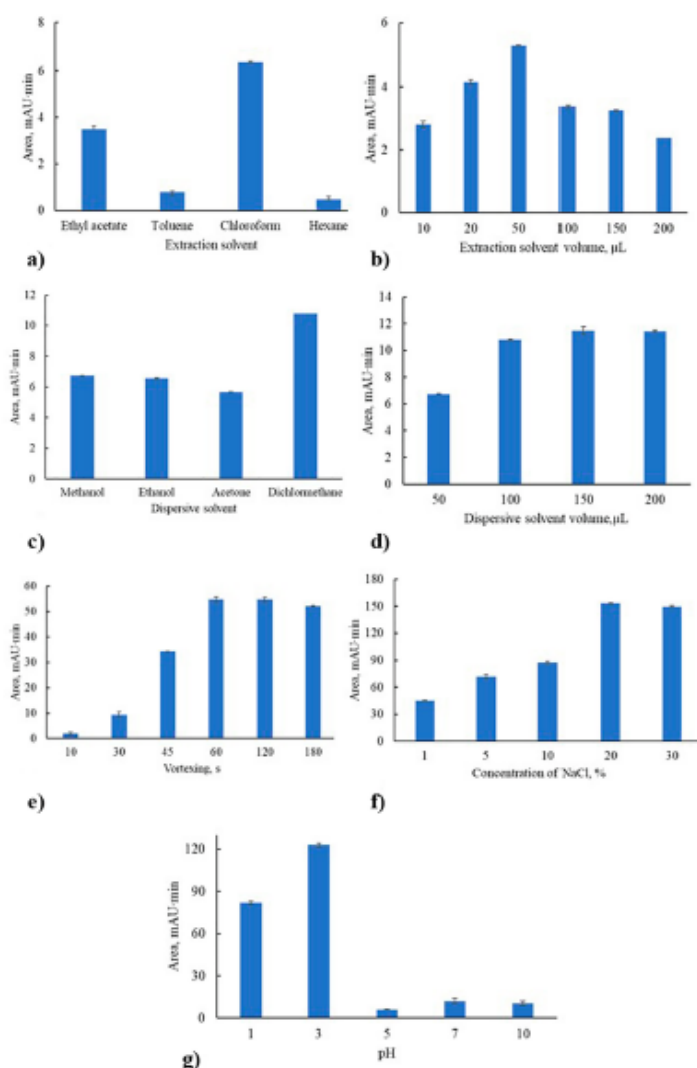 8
6
4
2
0
Area, mAU·min
Ethyl acetate Toluene Chloroform Hexane
Extraction solvent
a)
6
4
2
0
Area, mAU·min
10 20 50 100 150 200
Extraction solvent volume, µL
b)
12
10
8
6
4
2
0
Area, mAU·min
Methanol Ethanol Acetone Dichlormethane
Dispersive solvent
c)
14
12
10
8
6
4
2
0
Area, mAU·min
50 100 150 200
Dispersive solvent volume,µL
d)
60
50
40
30
20
10
0
Area, mAU·min
10 30 45 60 120 180
Vortexing, s
e)
180
150
120
90
60
30
0
Area, mAU·min
1 5 10 20 30
Concentration of NaCl, %
f)
120
90
60
30
0
Area, mAU·min
1 3 5 7 10
pH
g)